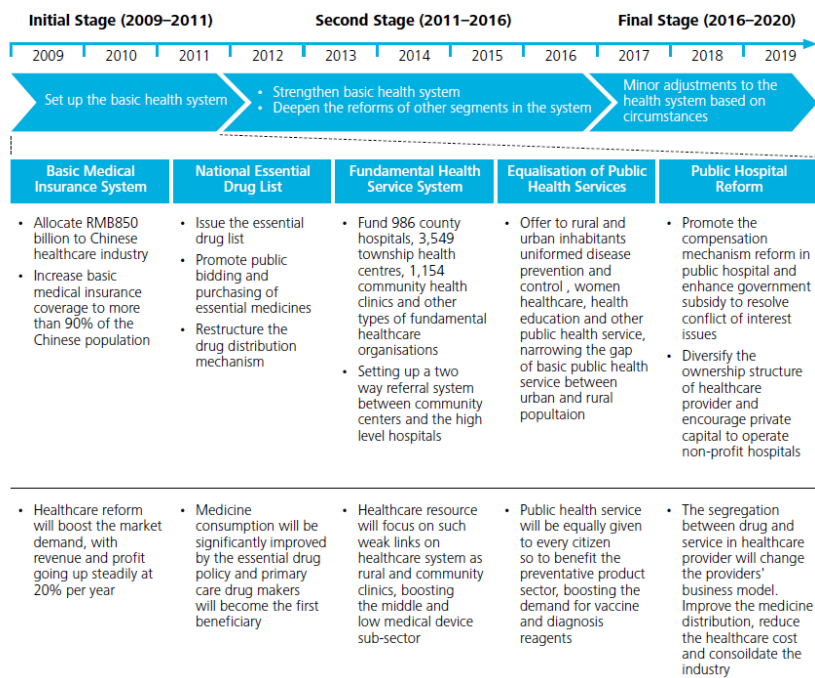 Initial Stage (2009–2011)
Second Stage (2011–2016)
Final Stage (2016–2020)
2009 2010 2011 2012 2013 2014 2015 2016 2017 2018 2019
Set up the basic health system
• Strengthen basic health system
• Deepen the reforms of other segments in the system
Minor adjustments to the
health system based on
circumstances
Basic Medical
Insurance System
National Essential
Drug List
Fundamental Health
Service System
Equalisation of Public
Health Services
Public Hospital
Reform
• Allocate RMB850
billion to Chinese
healthcare industry
• Increase basic
medical insurance
coverage to more
than 90% of the
Chinese population
• Issue the essential
drug list
• Promote public
bidding and
purchasing of
essential medicines
• Restructure the
drug distribution
mechanism
• Fund 986 county
hospitals, 3,549
township health
centres, 1,154
community health
clinics and other
types of fundamental
healthcare
organisations
• Setting up a two
way referral system
between community
centers and the high
level hospitals
• Offer to rural and
urban inhabitants
uniformed disease
prevention and
control , women
healthcare, health
education and other
public health service,
narrowing the gap
of basic public health
service between
urban and rural
popultaion
• Promote the
compensation
mechanism reform in
public hospital and
enhance government
subsidy to resolve
conflict of interest
issues
• Diversify the
ownership structure
of healthcare
provider and
encourage private
capital to operate
non-profit hospitals
• Healthcare reform
will boost the market
demand, with
revenue and profit
going up steadily at
20% per year
• Medicine
consumption will be
significantly improved
by the essential drug
policy and primary
care drug makers
will become the first
beneficiary
• Healthcare resource
will focus on such
weak links on
healthcare system as
rural and community
clinics, boosting
the middle and
low medical device
sub-sector
• Public health service
will be equally given
to every citizen
so to benefit the
preventative product
sector, boosting the
demand for vaccine
and diagnosis
reagents
• The segregation
between drug and
service in healthcare
provider will change
the providers'
business model.
Improve the medicine
distribution, reduce
the healthcare cost
and consoildate the
industry